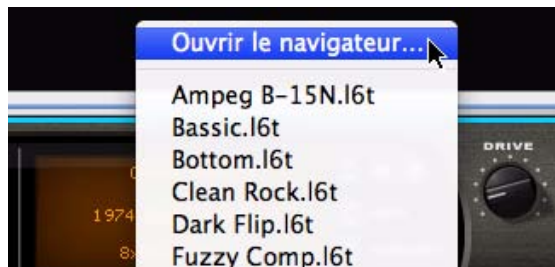 Ouvrir le navigateur...
Ampeg B-15N.l6t
Bassic.l6t
Bottom.l6t
Clean Rock.l6t
DRIVE
1974
Dark Flip.l6t
8x
Fuzzy Comp.l6t